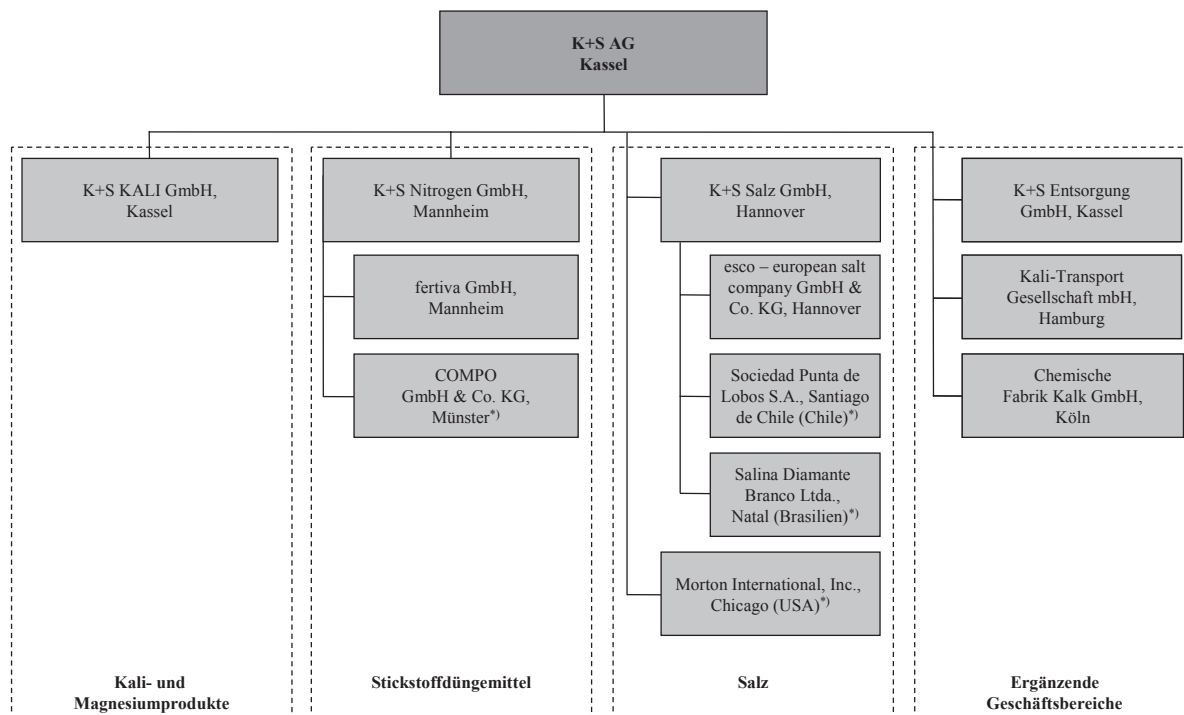 K+S AG
Kassel
K+S KALI GmbH,
Kassel
K+S Nitrogen GmbH,
Mannheim
fertiva GmbH,
Mannheim
COMPO
GmbH & Co. KG,
Münster*)
K+S Salz GmbH,
Hannover
esco – european salt
company GmbH &
Co. KG, Hannover
Sociedad Punta de
Lobos S.A., Santiago
de Chile (Chile)*)
Salina Diamante
Branco Ltda.,
Natal (Brasilien)*)
Morton International, Inc.,
Chicago (USA)*)
K+S Entsorgung
GmbH, Kassel
Kali-Transport
Gesellschaft mbH,
Hamburg
Chemische
Fabrik Kalk GmbH,
Köln
Kali- und
Magnesiumprodukte
Stickstoffdüngemittel
Salz
Ergänzende
Geschäftsbereiche